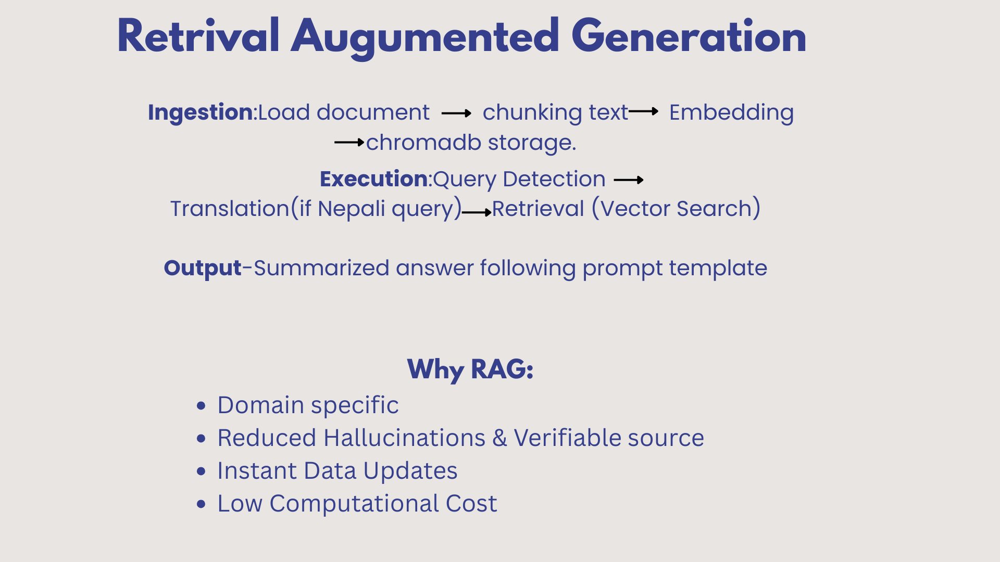 Retrival Augumented Generation
Ingestion:Load document → chunking text→ Embedding
→chromadb storage.
Execution:Query Detection →
Translation(if Nepali query)→Retrieval (Vector Search)
Output-Summarized answer following prompt template
Why RAG:
• Domain specific
• Reduced Hallucinations & Verifiable source
• Instant Data Updates
• Low Computational Cost